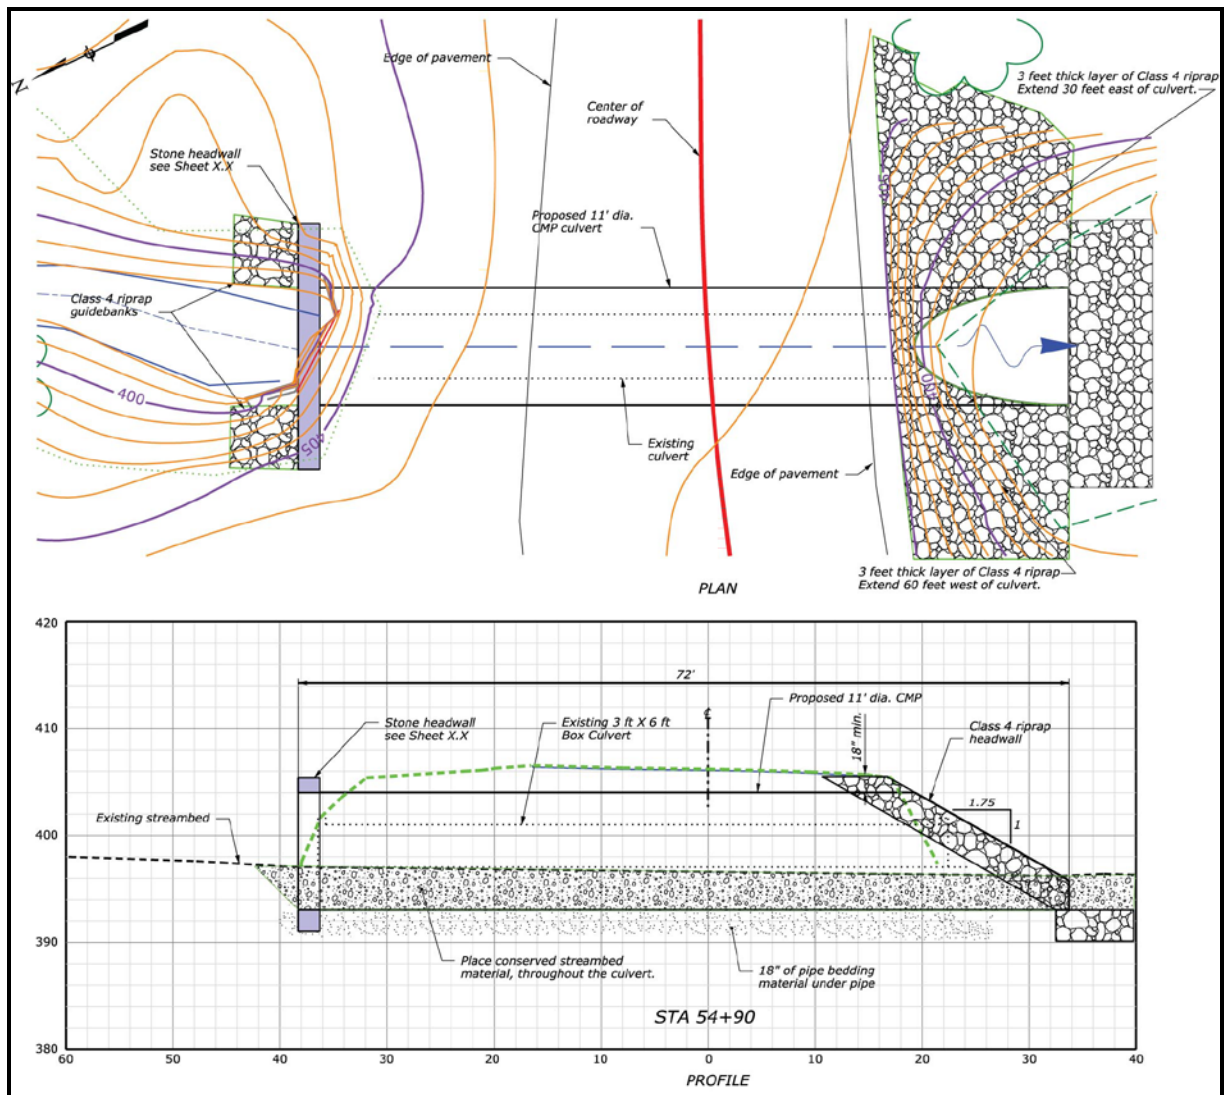 N
Edge of pavement
3 feet thick layer of Class 4 riprap
Extend 30 feet east of culvert.
Center of
roadway
Stone headwall
see Sheet X.X
Proposed 11' dia.
CMP culvert
Class 4 riprap
guidebanks
400
405
405
400
Existing
culvert
Edge of pavement
3 feet thick layer of Class 4 riprap
Extend 60 feet west of culvert.
PLAN
420
72'
Proposed 11' dia. CMP
Stone headwall
see Sheet X.X
Existing 3 ft X 6 ft
Box Culvert
℄
18" min.
Class 4 riprap
headwall
410
1.75
1
Existing streambed
400
390
Place conserved streambed
material, throughout the culvert.
18" of pipe bedding
material under pipe
STA 54+90
380
60
50
40
30
20
10
0
10
20
30
40
PROFILE